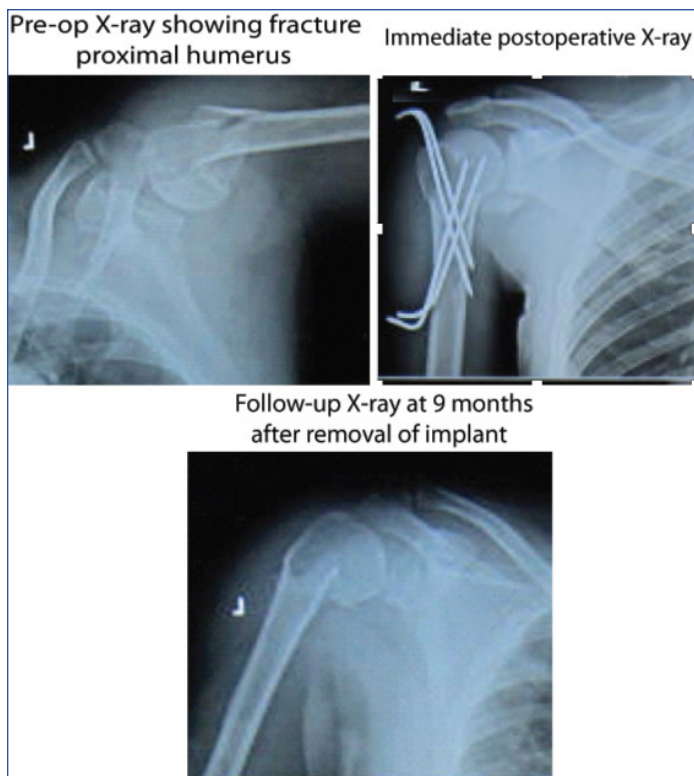 Pre-op X-ray showing fracture
proximal humerus
Immediate postoperative X-ray
L
L
Follow-up X-ray at 9 months
after removal of implant
L